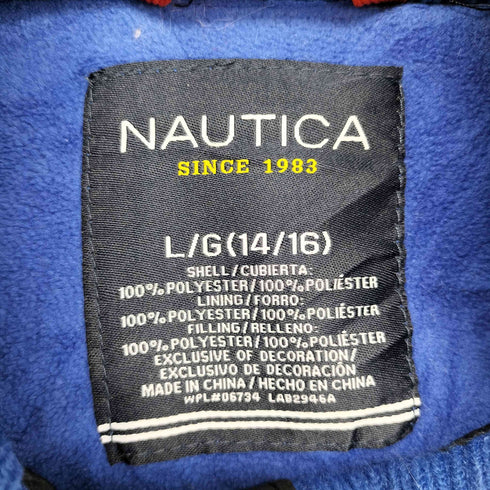 NAUTICA
SINCE 1983
L/G(14/16)
SHELL/CUBIERTA:
100%POLYESTER/100%POLIÉSTER
LINING/FORRO:
100%POLYESTER/100%POLIÉSTER
FILLING/RELLENO:
100%POLYESTER/100%POLIÉSTER
EXCLUSIVE OF DECORATION/
EXCLUSIVO DE DECORACIÓN
MADE IN CHINA/HECHO EN CHINA
WPL#06734 LAB2946A